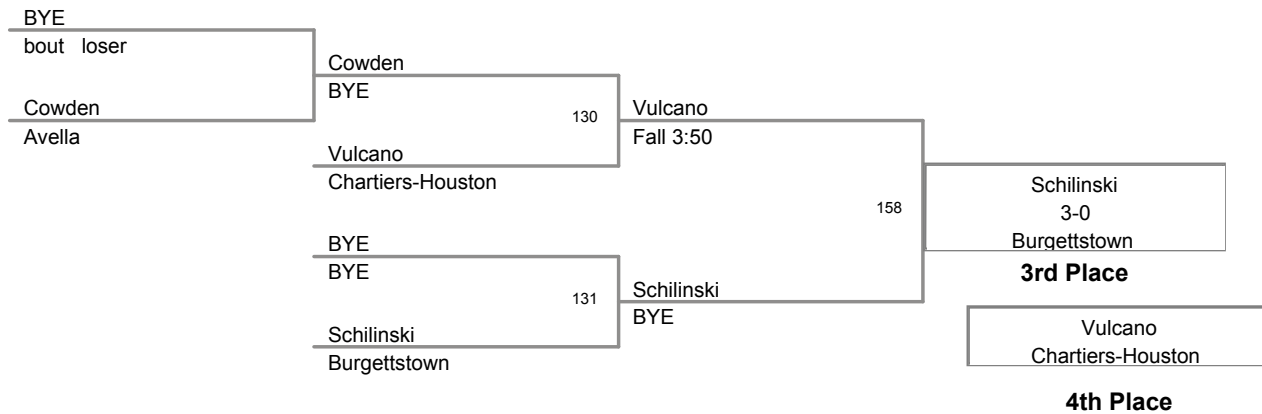 BYE
bout loser
Cowden
Avella
Cowden
BYE
130
Vulcano
Chartiers-Houston
BYE
BYE
131
Schilinski
Burgettstown
Vulcano
Fall 3:50
158
Schilinski
BYE
Schilinski
3-0
Burgettstown
3rd Place
Vulcano
Chartiers-Houston
4th Place